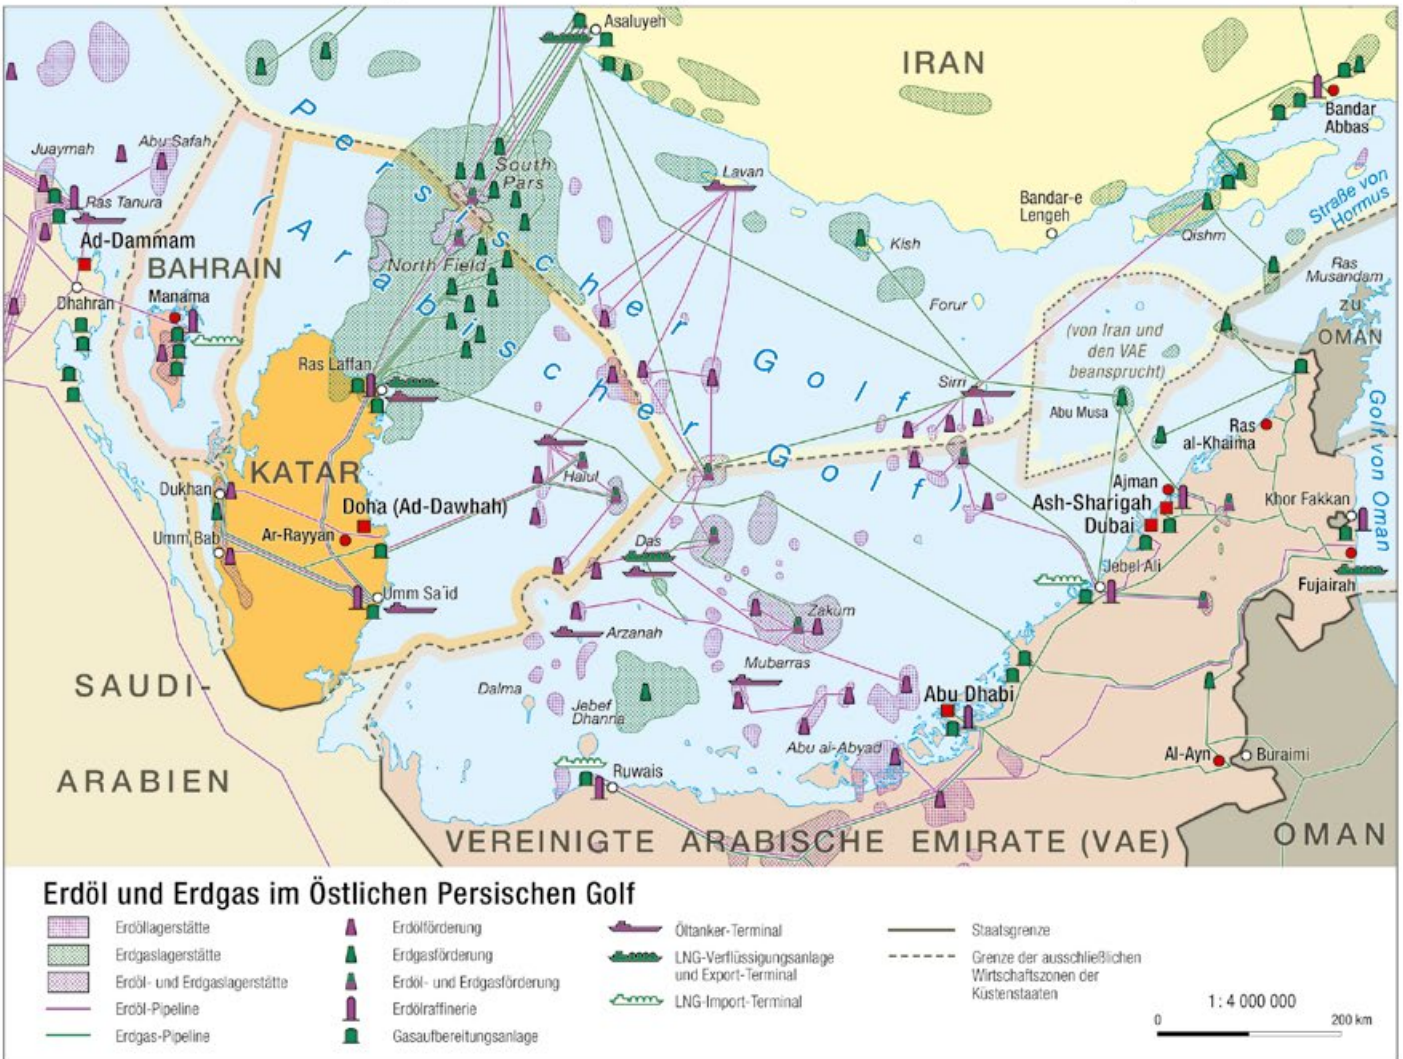 Asaluyeh
IRAN
Bandar
Abbas
Juaymah
Abu Safah
Persischer
South
Pars
Lavan
Straße von
Hormus
Bandar-e
Lengeh
Ras Tanura
Ad-Dammam
BAHRAIN
Dhahran
Manama
North Field
Kish
Qishm
Ras
Musandam
Forur
zu
OMAN
(von Iran und
den VAE
beansprucht)
Golf
(Arabischer
Golf)
Ras Laffan
Sirri
Abu Musa
Ras
al-Khaima
Golf von Oman
KATAR
Dukhan
Halul
Doha (Ad-Dawhah)
Ar-Rayyan
Umm Bab
Ajman
Ash-Sharigah
Dubai
Khor Fakkan
Das
Jebel Ali
Fujairah
Umm Sa'id
Zakum
Arzanah
SAUDI-
ARABIEN
Mubarras
Dalma
Jebef
Dhanna
Abu Dhabi
Abu al-Abyad
Al-Ayn
Buraimi
Ruwais
VEREINIGTE ARABISCHE EMIRATE (VAE)
OMAN
Erdöl und Erdgas im Östlichen Persischen Golf
Erdöllagerstätte
Erdgaslagerstätte
Erdöl- und Erdgaslagerstätte
Erdöl-Pipeline
Erdgas-Pipeline
Erdölförderung
Erdgasförderung
Erdöl- und Erdgasförderung
Erdölraffinerie
Gasaufbereitungsanlage
Öltanker-Terminal
LNG-Verflüssigungsanlage
und Export-Terminal
LNG-Import-Terminal
Staatsgrenze
Grenze der ausschließlichen
Wirtschaftszonen der
Küstenstaaten
1: 4 000 000
0 200 km